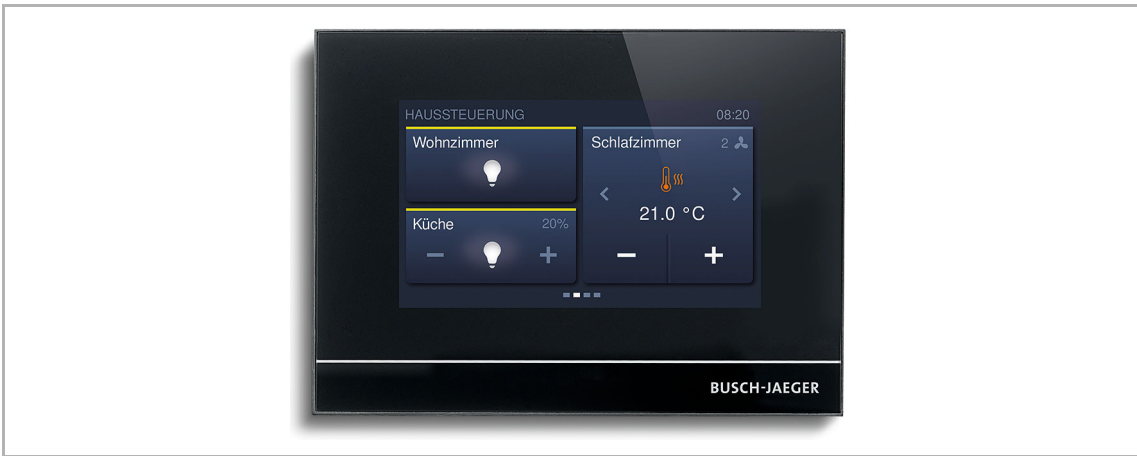 HAUSSTEUERUNG 08:20
Wohnzimmer
Küche 20%
Schlafzimmer 2
21.0 °C
BUSCH-JAEGER